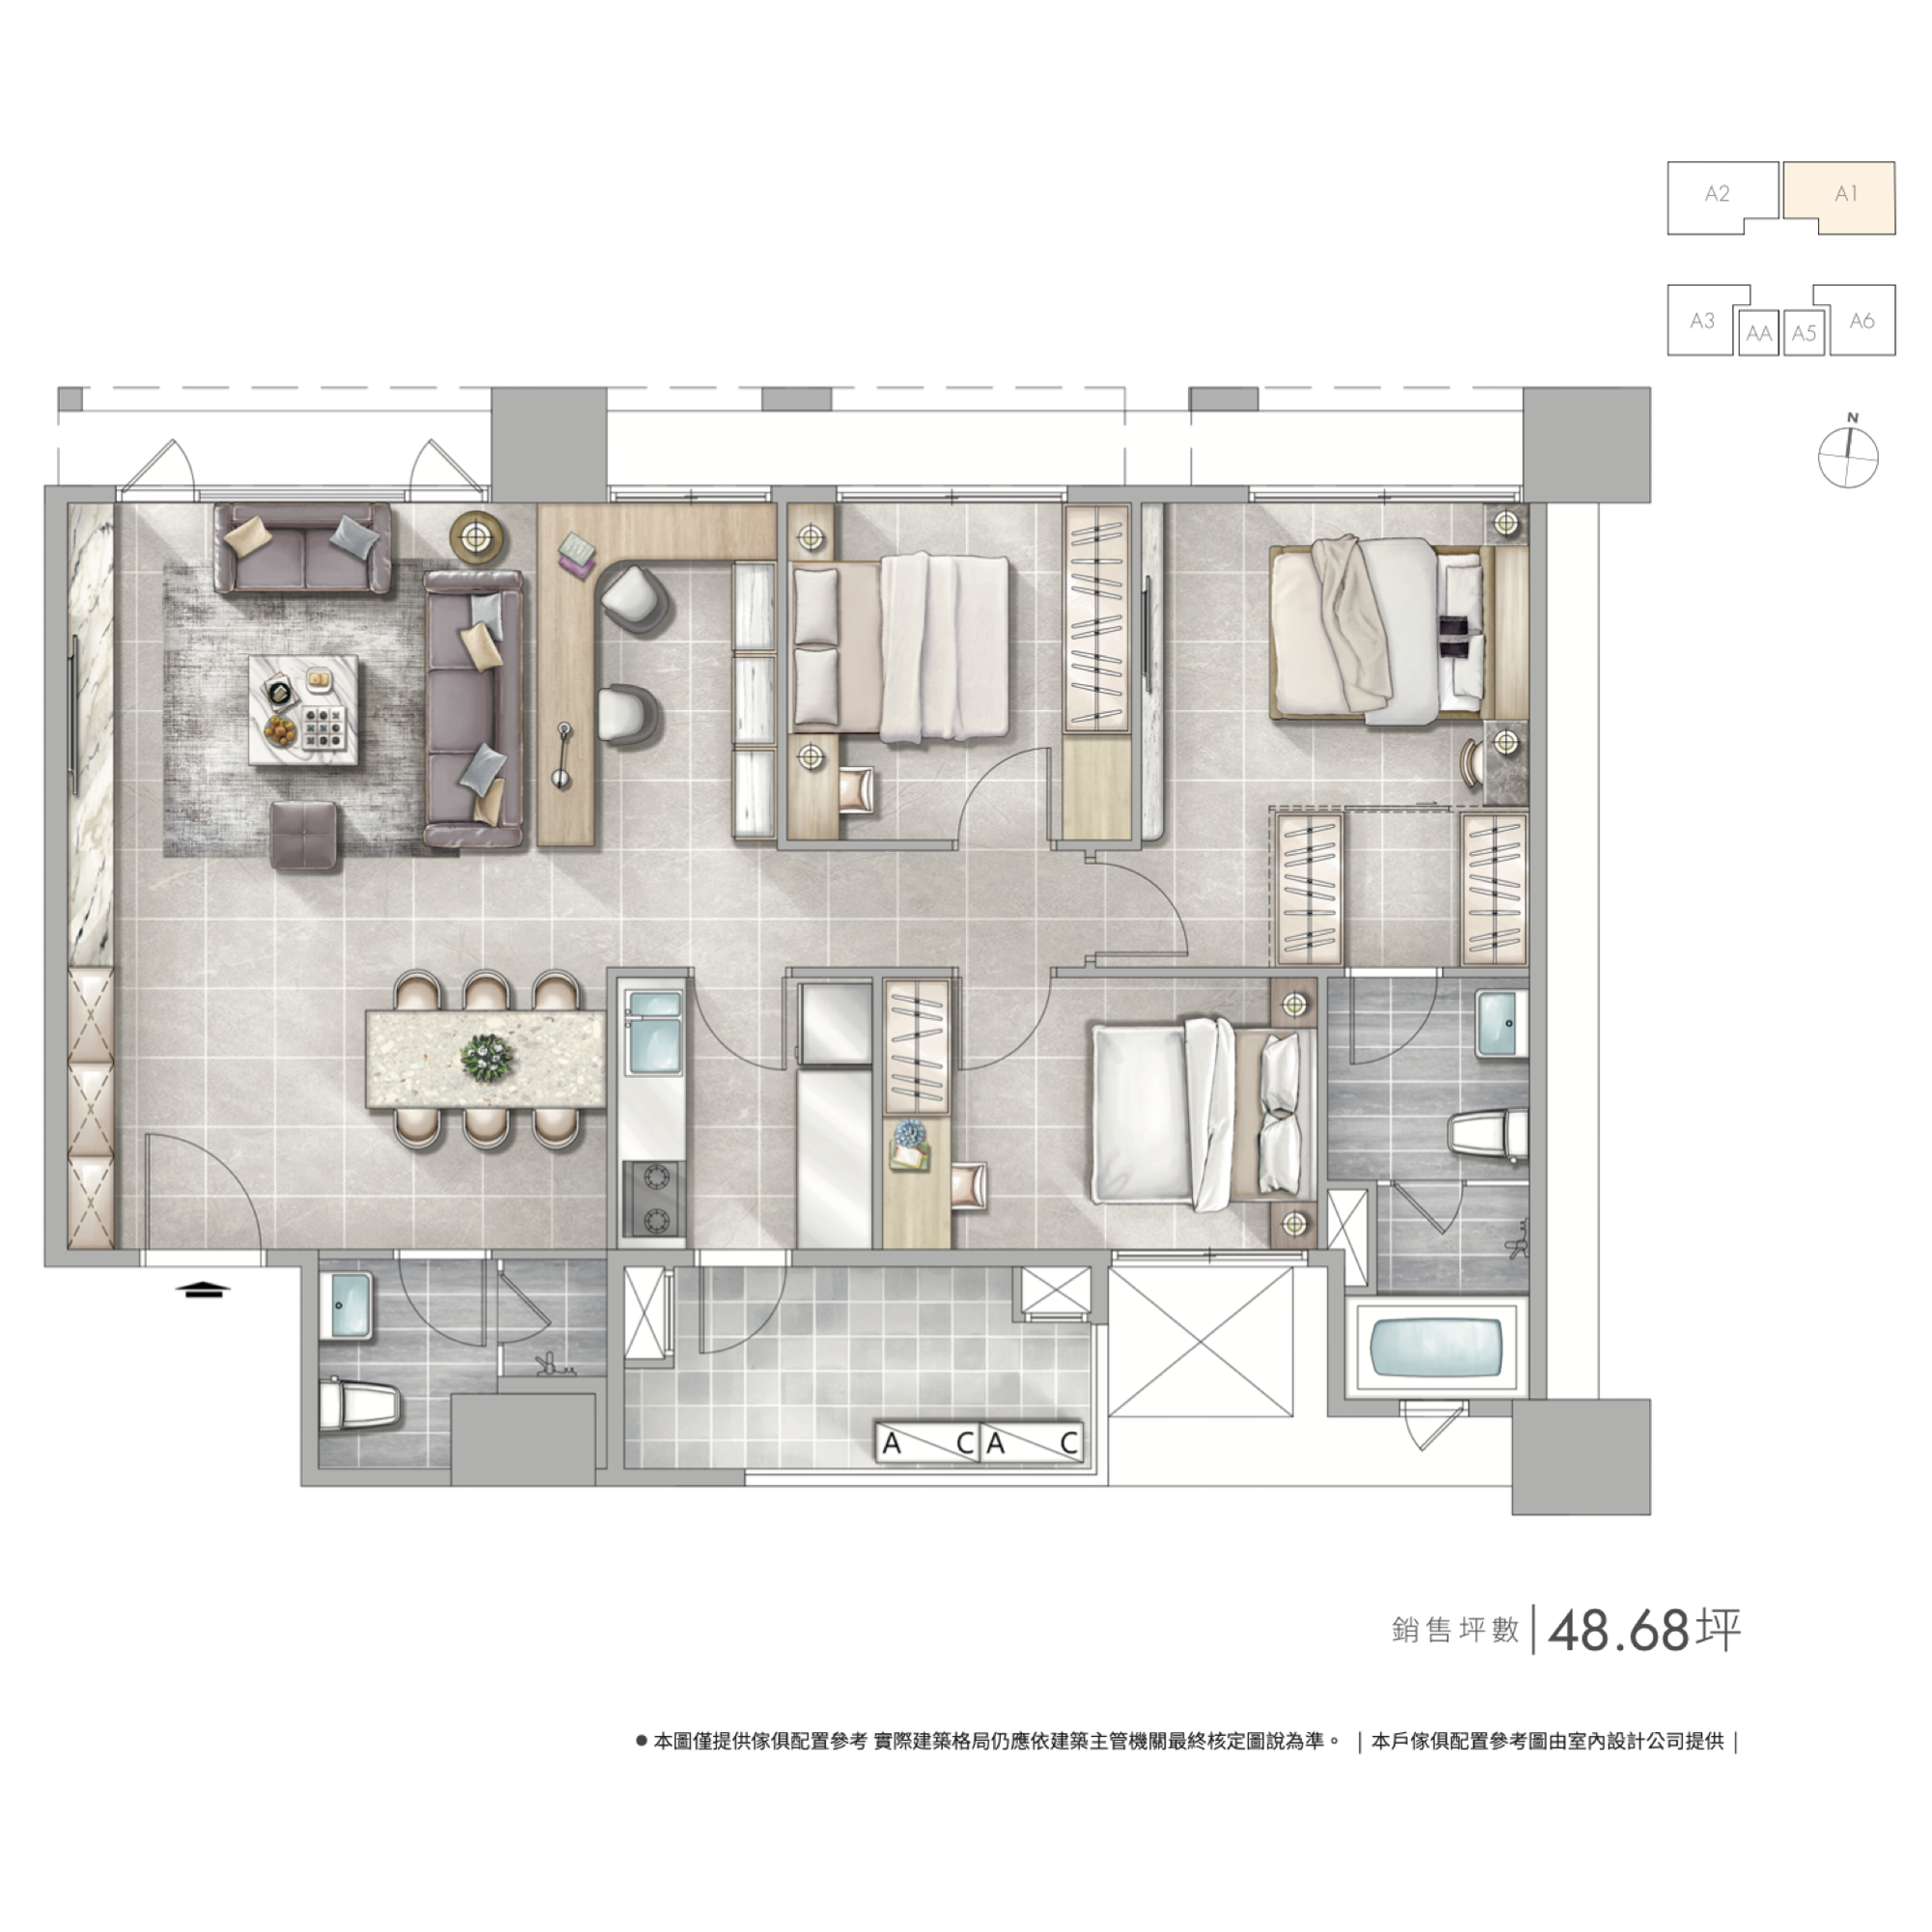 A2
A1
A3
AA
A5
A6
N
A C A C
銷售坪數 48.68坪
● 本圖僅提供傢俱配置參考 實際建築格局仍應依建築主管機關最終核定圖說為準。 | 本戶傢俱配置參考圖由室內設計公司提供 |